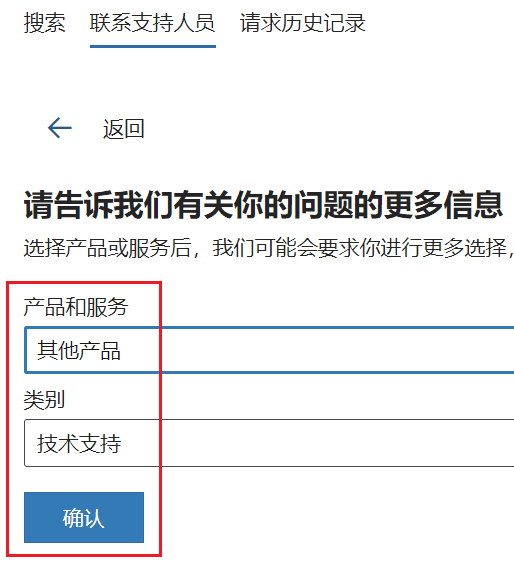 搜索 联系支持人员 请求历史记录
返回
请告诉我们有关你的问题的更多信息
选择产品或服务后，我们可能会要求你进行更多选择，
产品和服务
其他产品
类别
技术支持
确认